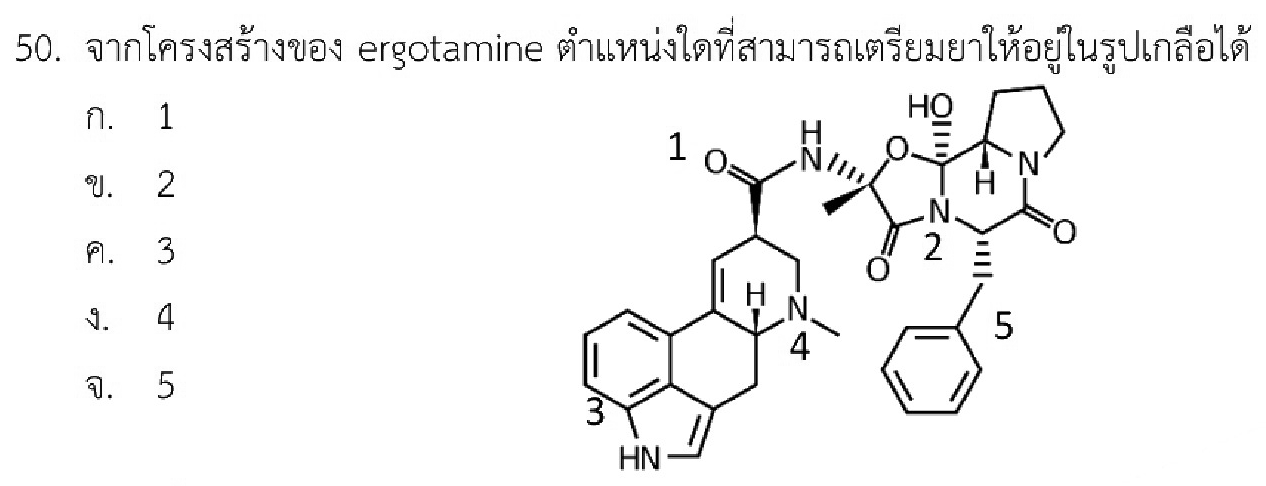 50. จากโครงสร้างของ ergotamine ตำแหน่งใดที่สามารถเตรียมยาให้อยู่ในรูปเกลือได้
ก. 1
ข. 2
ค. 3
ง. 4
จ. 5
HO
1 O
H
N
O
H
N
N
2
O
O
H
N
4
5
3
HN